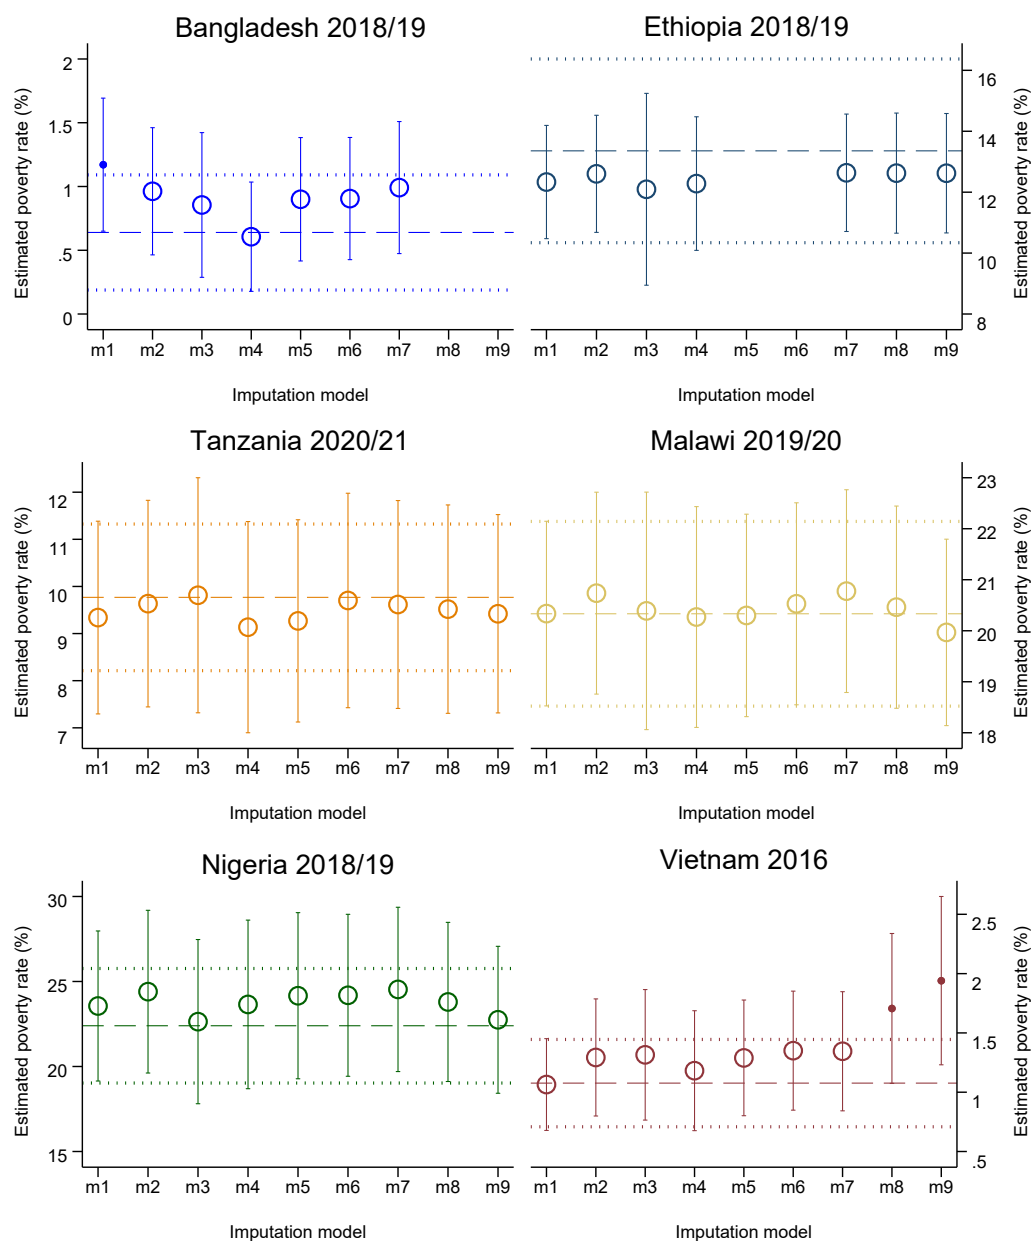 Bangladesh 2018/19
Estimated poverty rate (%)
2
1.5
1
.5
0
m1 m2 m3 m4 m5 m6 m7 m8 m9
Imputation model
Ethiopia 2018/19
Estimated poverty rate (%)
16
14
12
10
8
m1 m2 m3 m4 m5 m6 m7 m8 m9
Imputation model
Tanzania 2020/21
Estimated poverty rate (%)
12
11
10
9
8
7
m1 m2 m3 m4 m5 m6 m7 m8 m9
Imputation model
Malawi 2019/20
Estimated poverty rate (%)
23
22
21
20
19
18
m1 m2 m3 m4 m5 m6 m7 m8 m9
Imputation model
Nigeria 2018/19
Estimated poverty rate (%)
30
25
20
15
m1 m2 m3 m4 m5 m6 m7 m8 m9
Imputation model
Vietnam 2016
Estimated poverty rate (%)
2.5
2
1.5
1
.5
m1 m2 m3 m4 m5 m6 m7 m8 m9
Imputation model